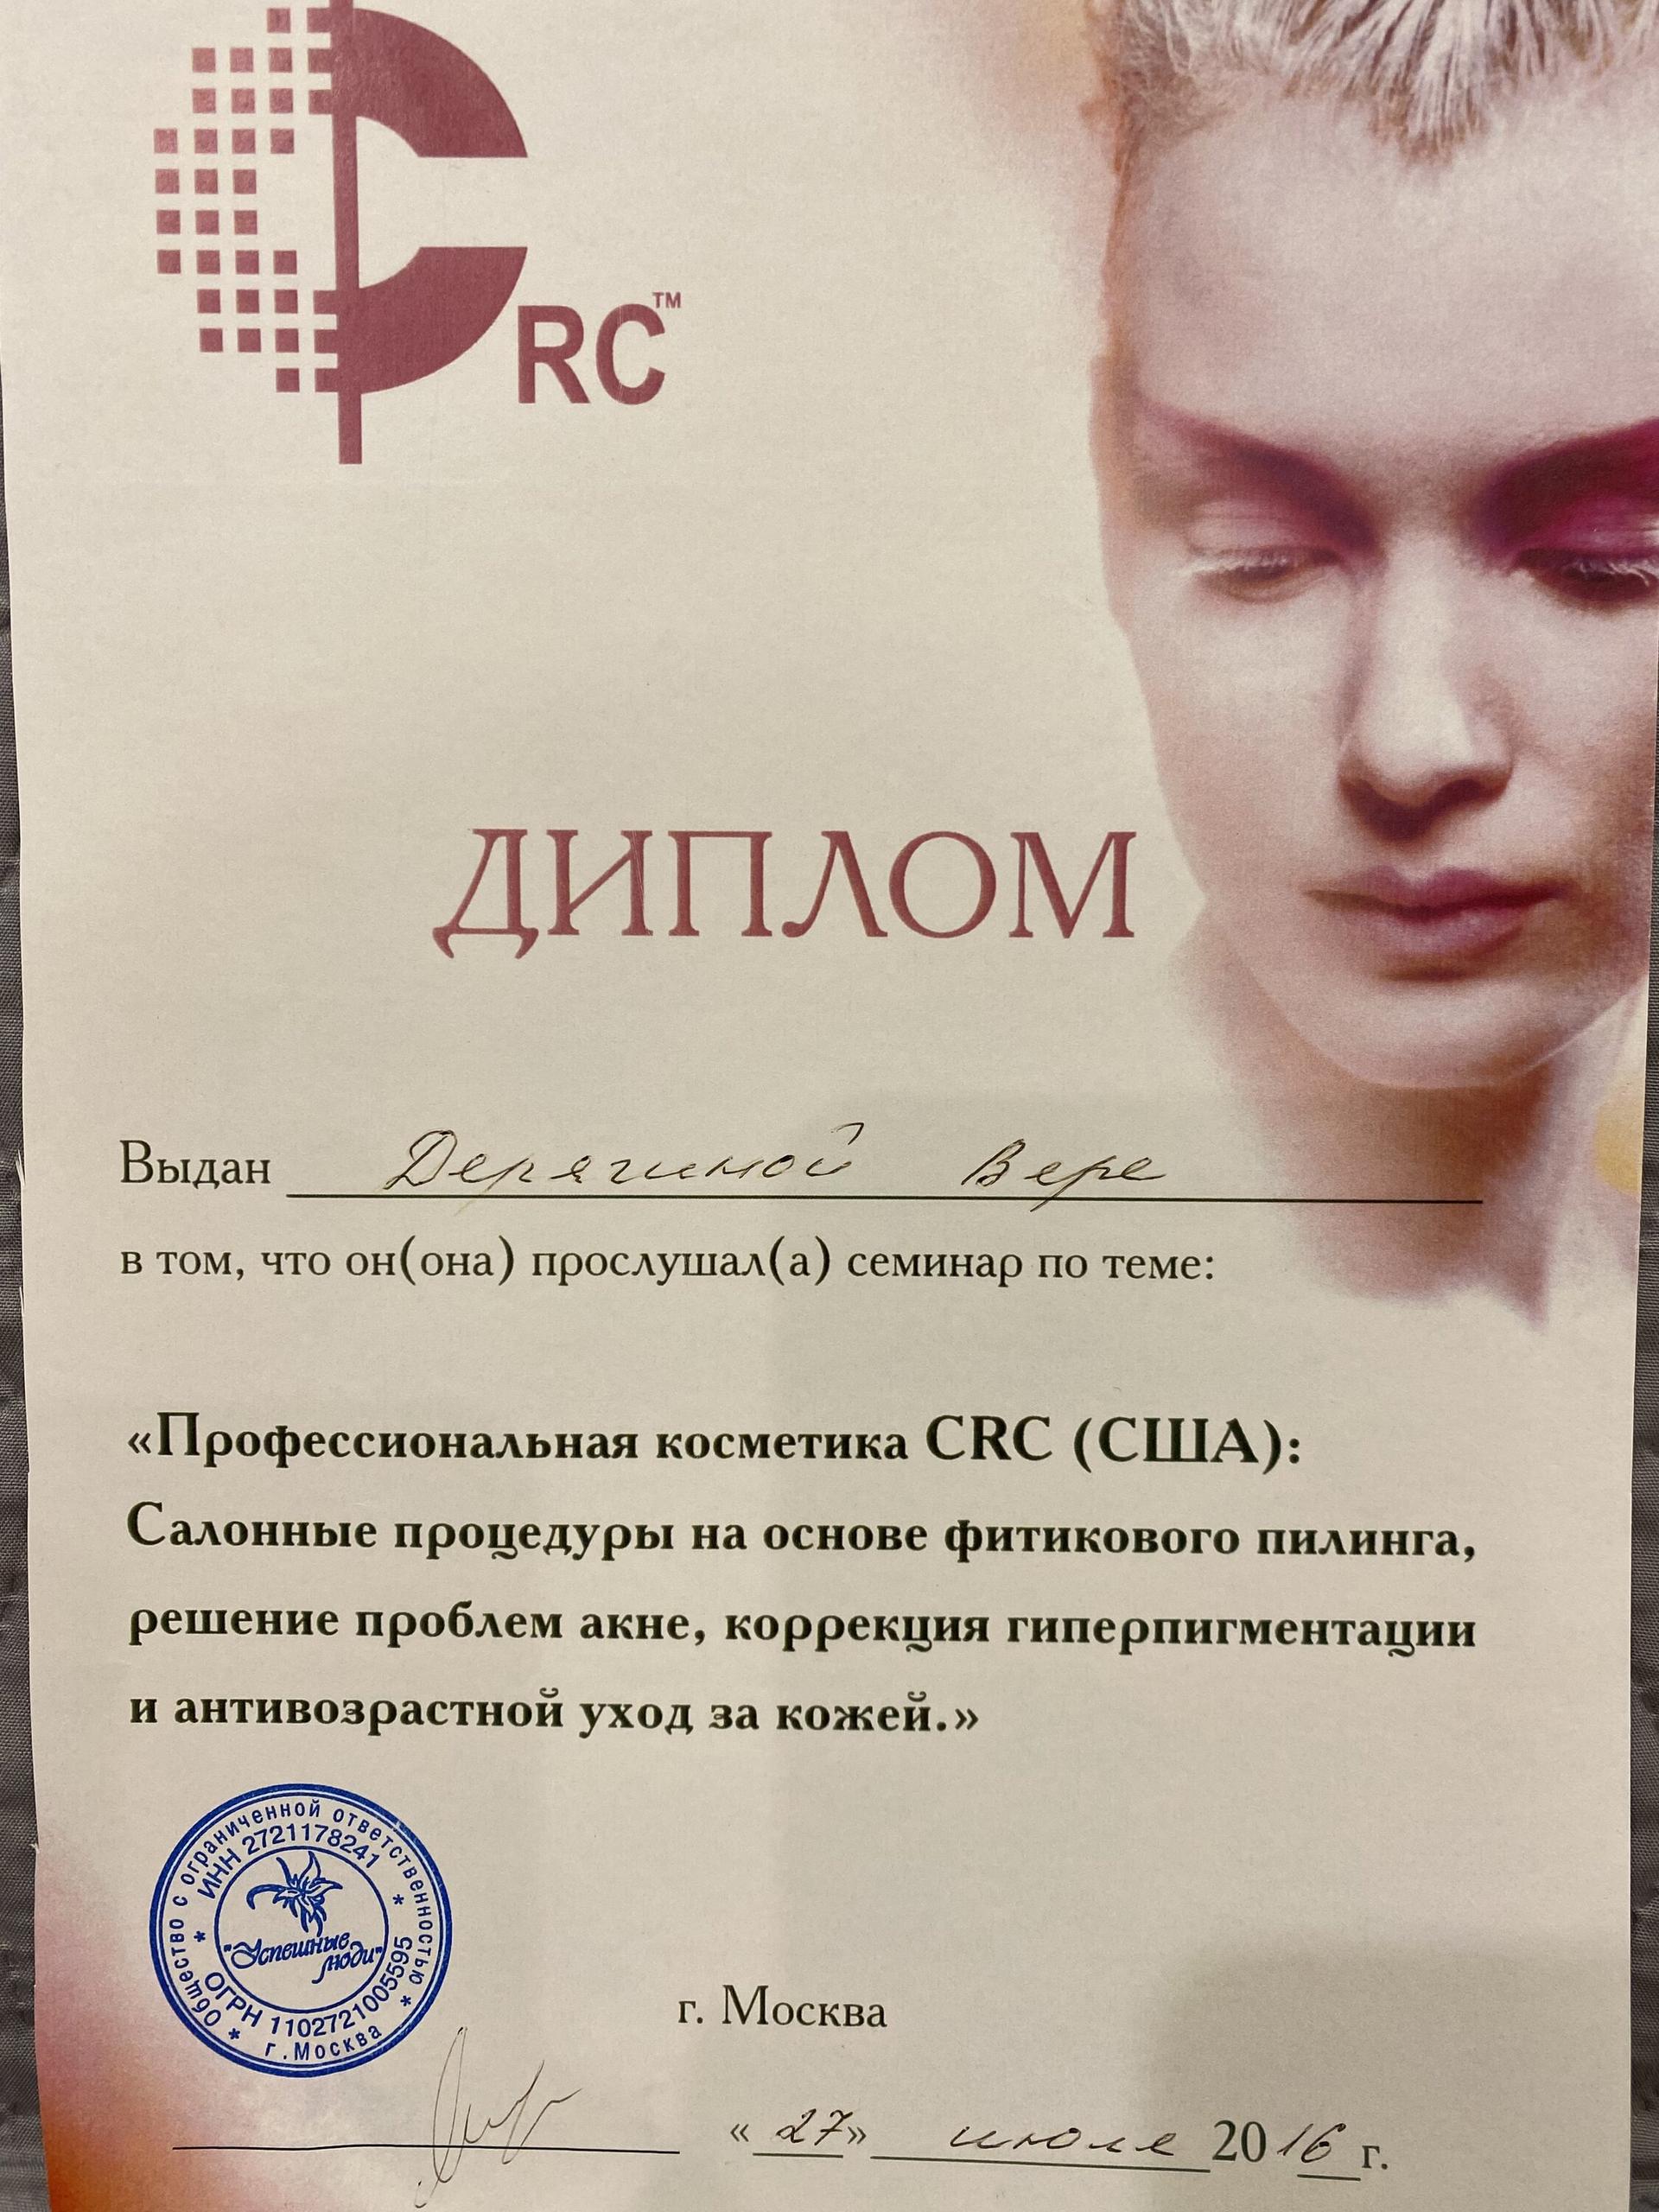 CRC™
ДИПЛОМ
Выдан Дерягиной Вере
в том, что он(она) прослушал(а) семинар по теме:
«Профессиональная косметика CRC (США):
Салонные процедуры на основе фитикового пилинга,
решение проблем акне, коррекция гиперпигментации
и антивозрастной уход за кожей.»
* общество с ограниченной ответственностью *
г.Москва
* ИНН 2721178241 *
ОГРН 1102721005595
"Успешные
люди"
г. Москва
«27» июля 2016 г.